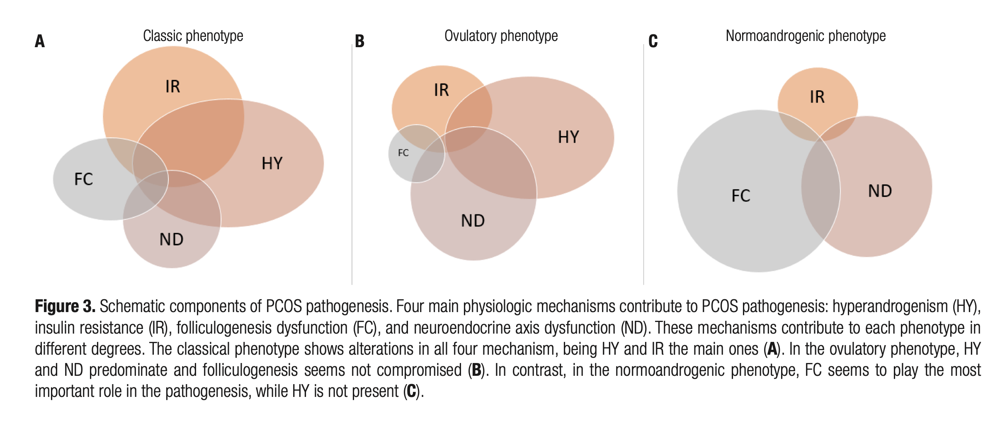 A
Classic phenotype
IR
HY
FC
ND
B
Ovulatory phenotype
IR
HY
FC
ND
C
Normoandrogenic phenotype
IR
FC
ND
Figure 3. Schematic components of PCOS pathogenesis. Four main physiologic mechanisms contribute to PCOS pathogenesis: hyperandrogenism (HY),
insulin resistance (IR), folliculogenesis dysfunction (FC), and neuroendocrine axis dysfunction (ND). These mechanisms contribute to each phenotype in
different degrees. The classical phenotype shows alterations in all four mechanism, being HY and IR the main ones (A). In the ovulatory phenotype, HY
and ND predominate and folliculogenesis seems not compromised (B). In contrast, in the normoandrogenic phenotype, FC seems to play the most
important role in the pathogenesis, while HY is not present (C).